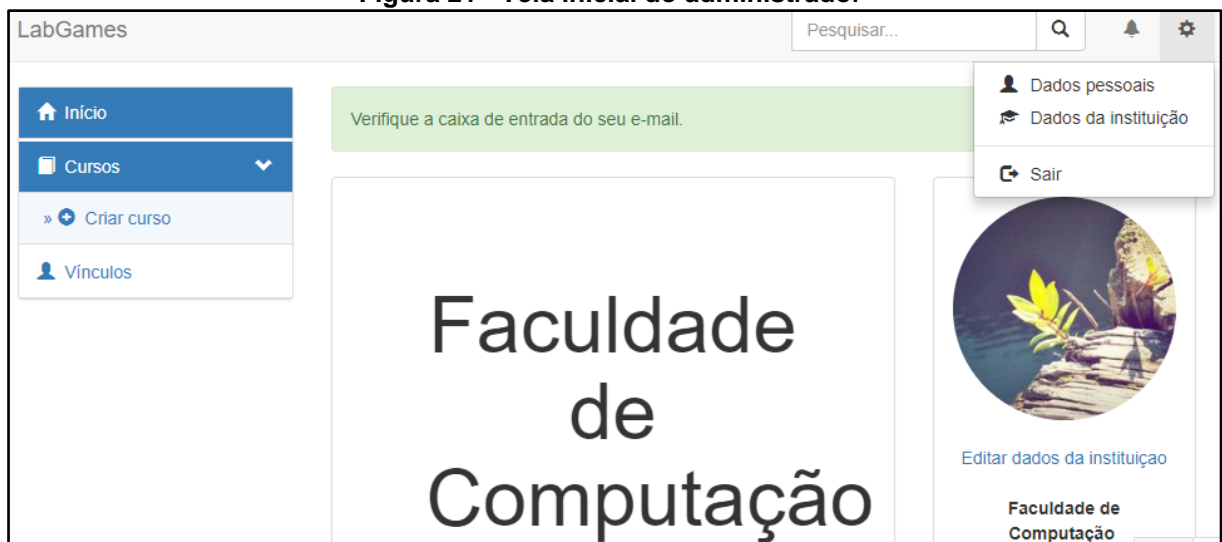 LabGames
Pesquisar...
Dados pessoais
Dados da instituição
Sair
Início
Cursos
» Criar curso
Vínculos
Verifique a caixa de entrada do seu e-mail.
Faculdade
de
Computação
Editar dados da instituiçao
Faculdade de
Computação